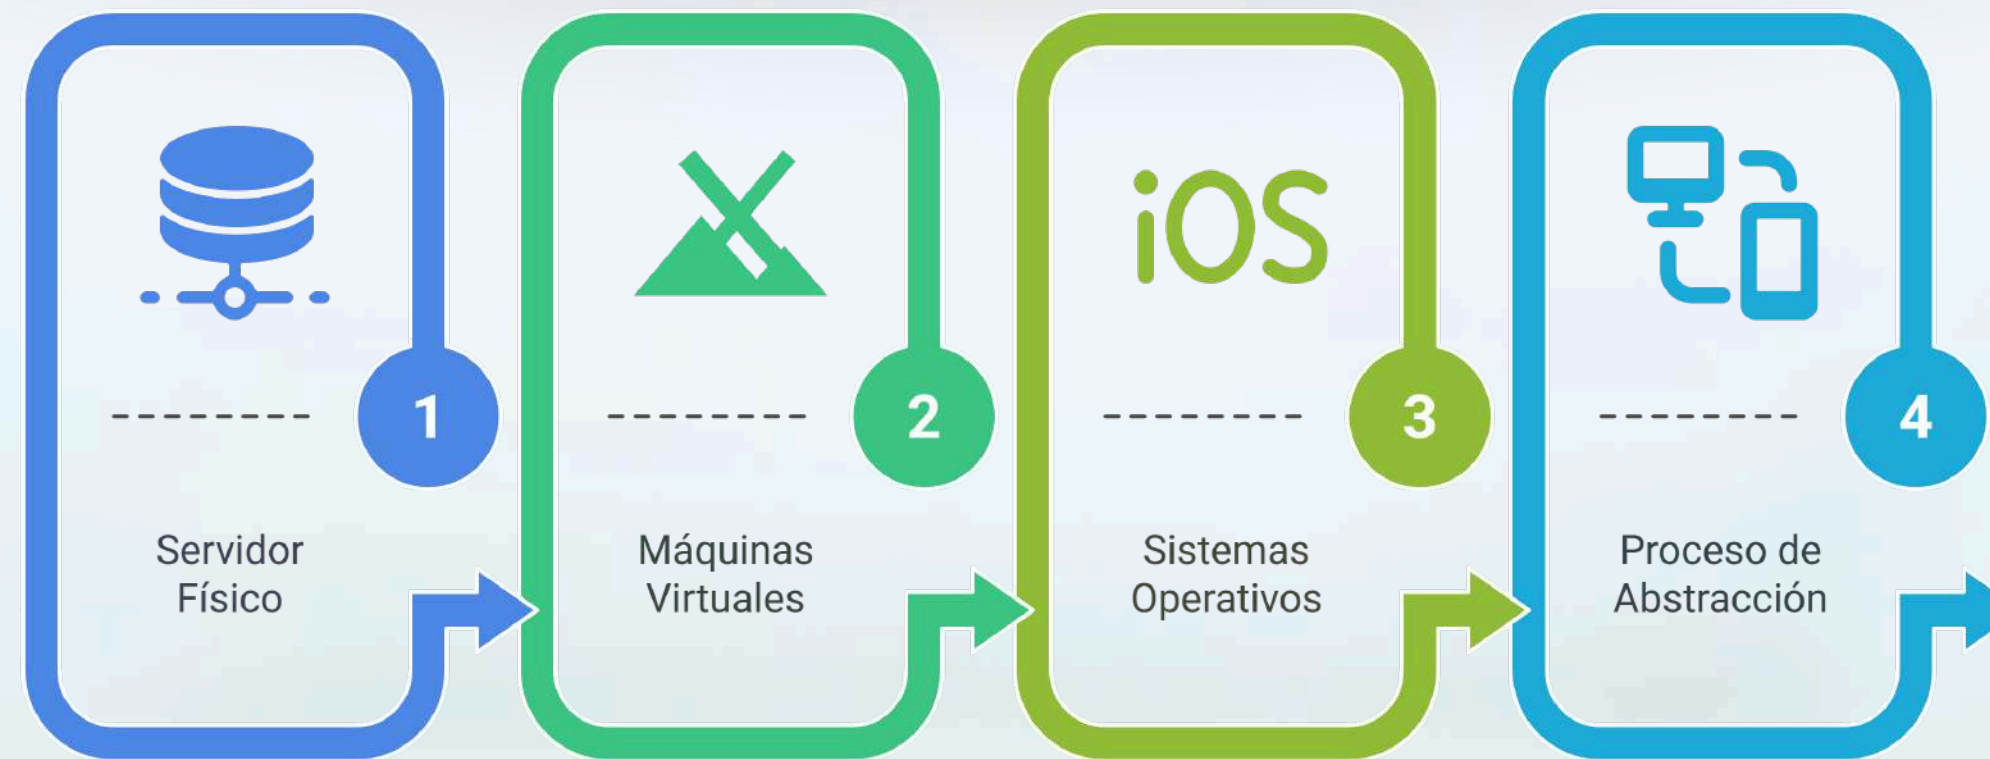 iOS
1
2
3
4
Servidor
Físico
Máquinas
Virtuales
Sistemas
Operativos
Proceso de
Abstracción